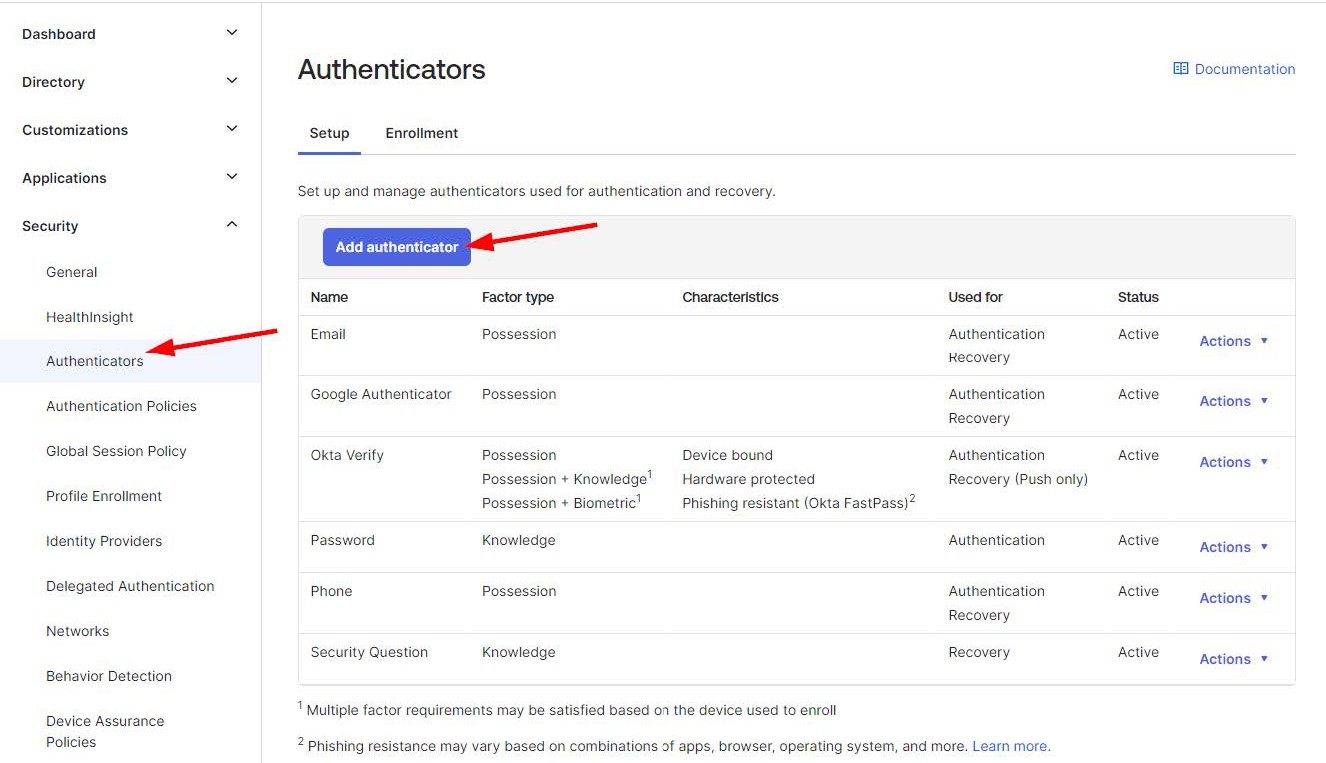 Dashboard
Directory
Customizations
Applications
Security
General
HealthInsight
Authenticators
Authentication Policies
Global Session Policy
Profile Enrollment
Identity Providers
Delegated Authentication
Networks
Behavior Detection
Device Assurance
Policies
Authenticators
Documentation
Setup Enrollment
Set up and manage authenticators used for authentication and recovery.
Add authenticator
Name Factor type Characteristics Used for Status
Email Possession Authentication Active Actions
Recovery
Google Authenticator Possession Authentication Active Actions
Recovery
Okta Verify Possession Device bound Authentication Active Actions
Possession + Knowledge1 Hardware protected Recovery (Push only)
Possession + Biometric1 Phishing resistant (Okta FastPass)2
Password Knowledge Authentication Active Actions
Phone Possession Authentication Active Actions
Recovery
Security Question Knowledge Recovery Active Actions
1 Multiple factor requirements may be satisfied based on the device used to enroll
2 Phishing resistance may vary based on combinations of apps, browser, operating system, and more. Learn more.